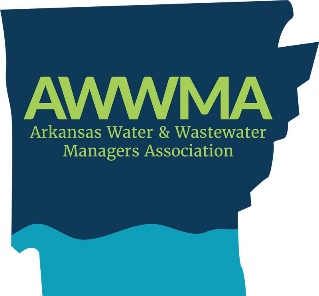 AWWMA
Arkansas Water & Wastewater
Managers Association